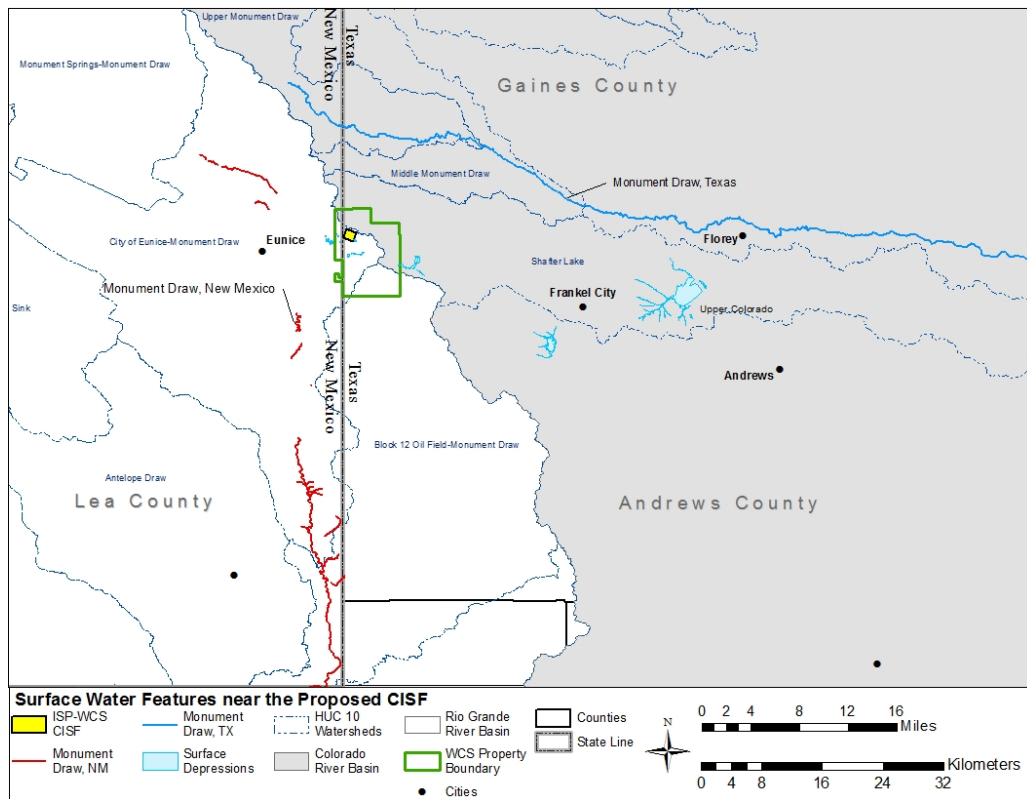 Upper Monument Draw
Texas
New Mexico
Monument Springs-Monument Draw
Gaines County
Middle Monument Draw
Monument Draw, Texas
City of Eunice-Monument Draw
Eunice
Florey
Shafter Lake
Monument Draw, New Mexico
Frankel City
Sink
Upper Colorado
Texas
New Mexico
Andrews
Block 12 Oil Field-Monument Draw
Antelope Draw
Lea County
Andrews County
Surface Water Features near the Proposed CISF
ISP-WCS
CISF
Monument
Draw, TX
HUC 10
Watersheds
Rio Grande
River Basin
Counties
State Line
Monument
Draw, NM
Surface
Depressions
Colorado
River Basin
WCS Property
Boundary
Cities
N
0 2 4 8 12 16
Miles
Kilometers
0 4 8 16 24 32